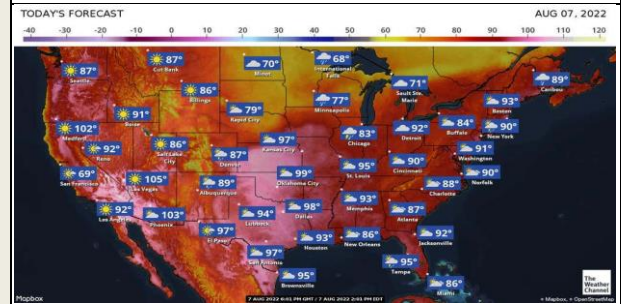 TODAY'S FORECAST
AUG 07, 2022
-40 -30 -20 -10 0 10 20 30 40 50 60 70 80 90 100 110 120
87°
Seattle
87°
Cut Bank
70°
Minot
68°
International
Falls
71°
Sault Ste.
Marie
89°
Caribou
86°
Billings
79°
Rapid City
77°
Minneapolis
93°
Boston
91°
Boise
84°
Buffalo
90°
New York
102°
Medford
92°
Reno
86°
Salt Lake
City
87°
Denver
97°
Kansas City
83°
Chicago
92°
Detroit
91°
Washington
69°
San Francisco
105°
Las Vegas
89°
Albuquerque
99°
Oklahoma City
95°
St. Louis
90°
Cincinnati
90°
Norfolk
88°
Charlotte
92°
Los Angeles
103°
Phoenix
94°
Lubbock
98°
Dallas
93°
Memphis
87°
Atlanta
97°
El Paso
97°
San Antonio
93°
Houston
86°
New Orleans
92°
Jacksonville
95°
Brownsville
95°
Tampa
86°
Miami
The
Weather
Channel
Mapbox
7 AUG 2022 6:01 PM GMT / 7 AUG 2022 2:01 PM EDT
© Mapbox, © OpenStreetMap